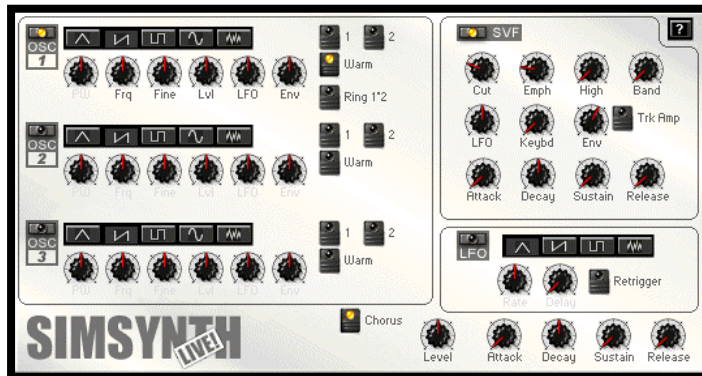 OSC
1
1 2
Warm
PW Frq Fine Lvl LFO Env
Ring 1*2
OSC
2
1 2
Warm
PW Frq Fine Lvl LFO Env
OSC
3
1 2
Warm
PW Frq Fine Lvl LFO Env
SIMSYNTH
LIVE!
Chorus
SVF
?
Cut Emph High Band
LFO Keybd Env Trk Amp
Attack Decay Sustain Release
LFO
Rate Delay Retrigger
Level Attack Decay Sustain Release